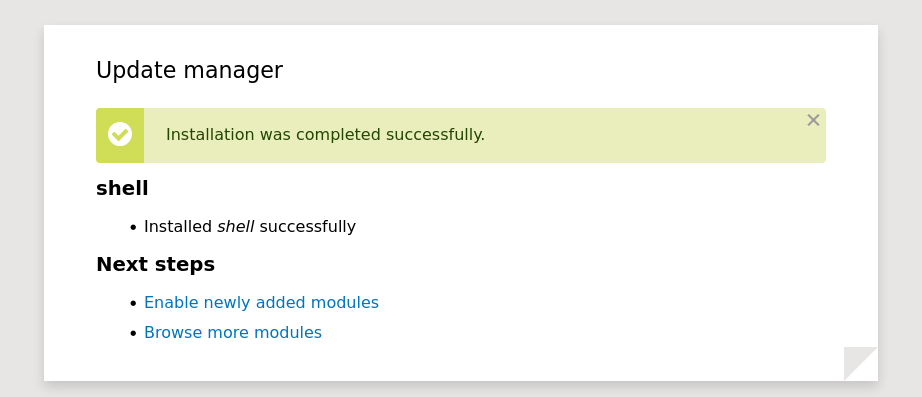 Update manager
Installation was completed successfully.
shell
Installed shell successfully
Next steps
Enable newly added modules
Browse more modules